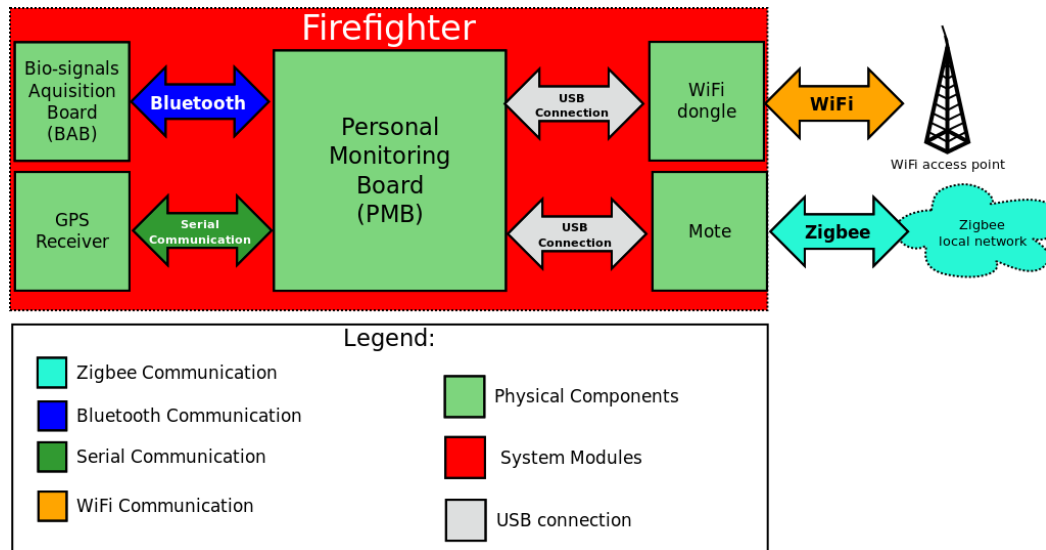 Firefighter
Bio-signals
Aquisition
Board
(BAB)
Bluetooth
Personal
Monitoring
Board
(PMB)
USB
Connection
WiFi
dongle
WiFi
WiFi access point
GPS
Receiver
Serial
Communication
USB
Connection
Mote
Zigbee
Zigbee
local network
Legend:
Zigbee Communication
Bluetooth Communication
Serial Communication
WiFi Communication
Physical Components
System Modules
USB connection